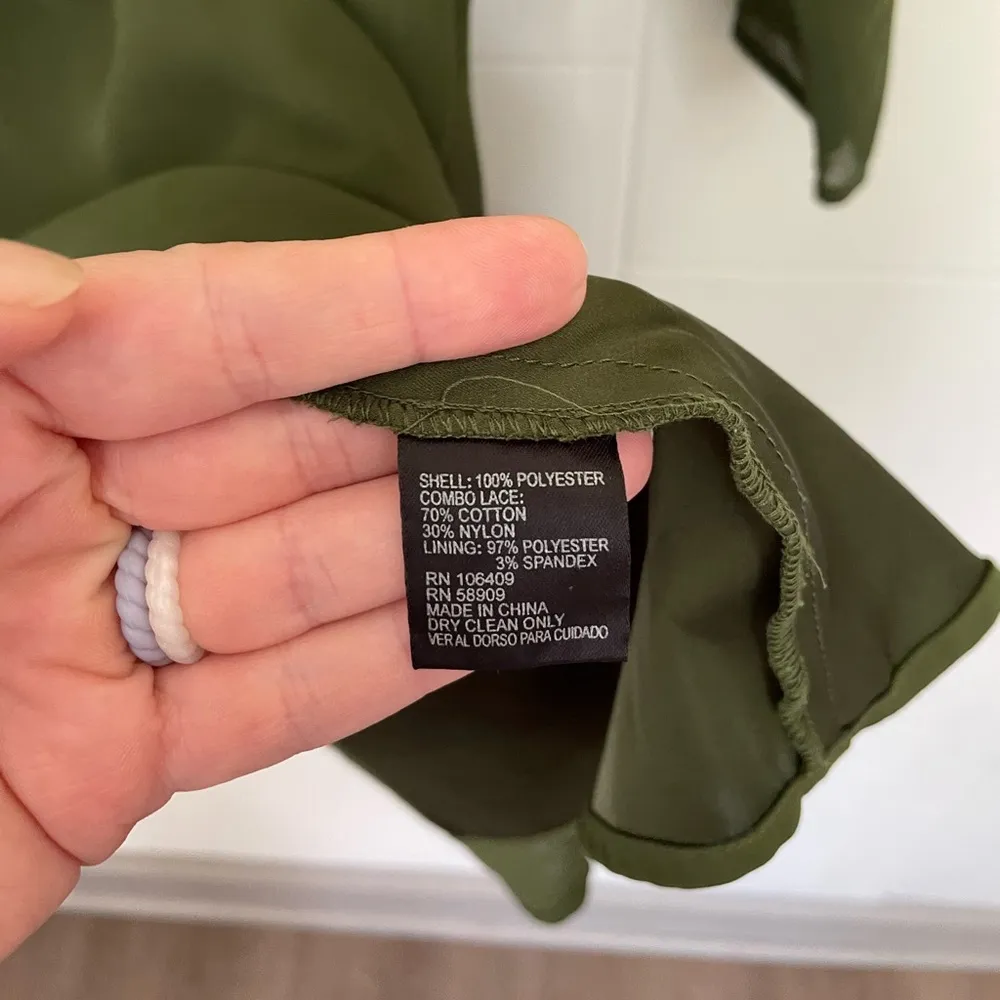 SHELL: 100% POLYESTER
COMBO LACE:
70% COTTON
30% NYLON
LINING: 97% POLYESTER
3% SPANDEX
RN 106409
RN 58909
MADE IN CHINA
DRY CLEAN ONLY
VER AL DORSO PARA CUIDADO